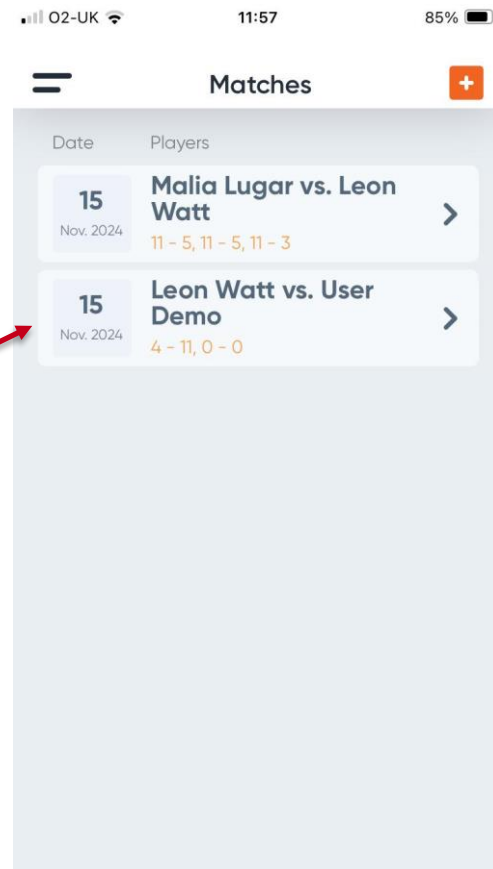 O2-UK 11:57 85%
Matches
Date Players
15
Nov. 2024
Malia Lugar vs. Leon
Watt
11 - 5, 11 - 5, 11 - 3
15
Nov. 2024
Leon Watt vs. User
Demo
4 - 11, 0 - 0